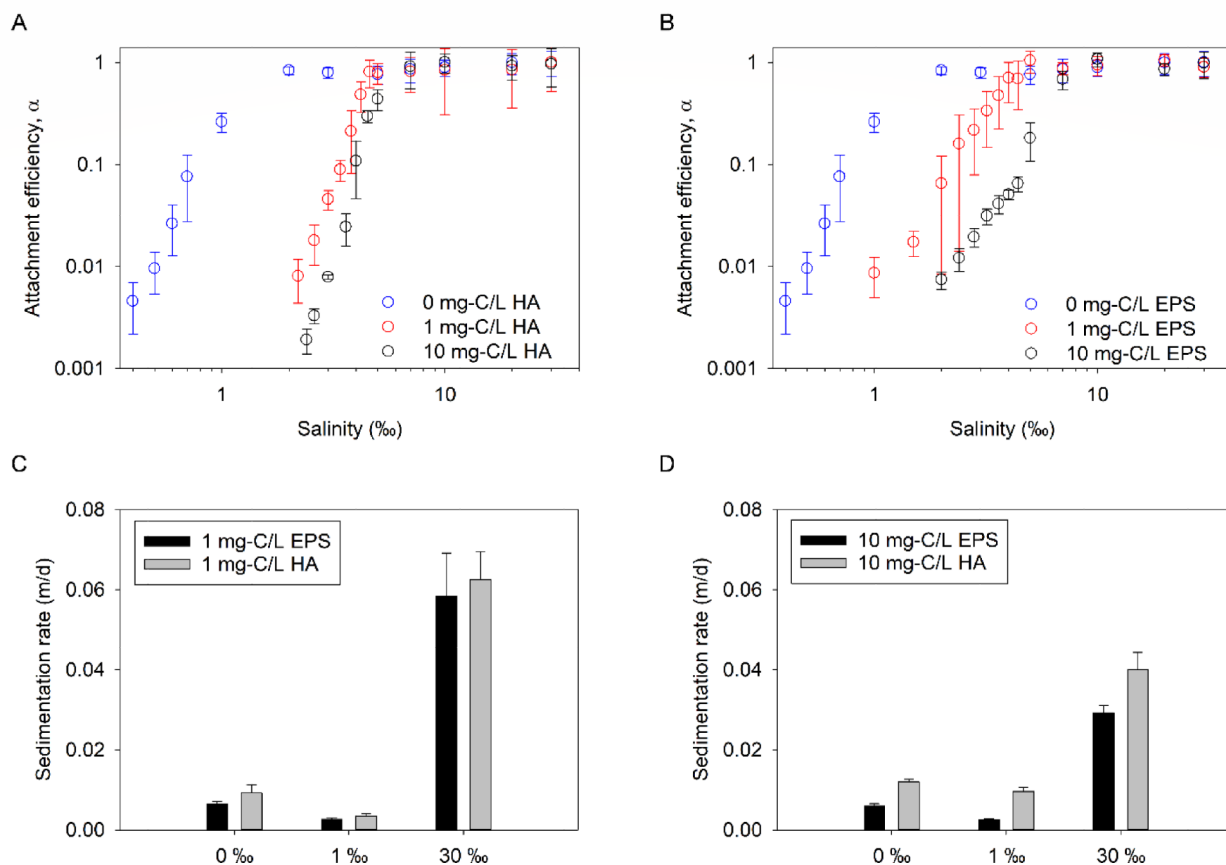 A
Attachment efficiency, α
1
0.1
0.01
0.001
0 mg-C/L HA
1 mg-C/L HA
10 mg-C/L HA
1
10
Salinity (‰)
B
Attachment efficiency, α
1
0.1
0.01
0.001
0 mg-C/L EPS
1 mg-C/L EPS
10 mg-C/L EPS
1
10
Salinity (‰)
C
Sedimentation rate (m/d)
0.08
0.06
0.04
0.02
0.00
1 mg-C/L EPS
1 mg-C/L HA
0 ‰
1 ‰
30 ‰
D
Sedimentation rate (m/d)
0.08
0.06
0.04
0.02
0.00
10 mg-C/L EPS
10 mg-C/L HA
0 ‰
1 ‰
30 ‰